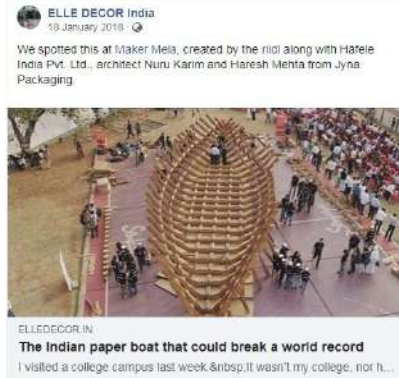 ELLE DECOR India
18 January 2018 ·
We spotted this at Maker Mela, created by the riidl along with Häfele
India Pvt. Ltd., architect Nuru Karim and Haresh Mehta from Jyna
Packaging.
ELLEDECOR.IN
The Indian paper boat that could break a world record
I visited a college campus last week.&nbsp;It wasn't my college, nor h...